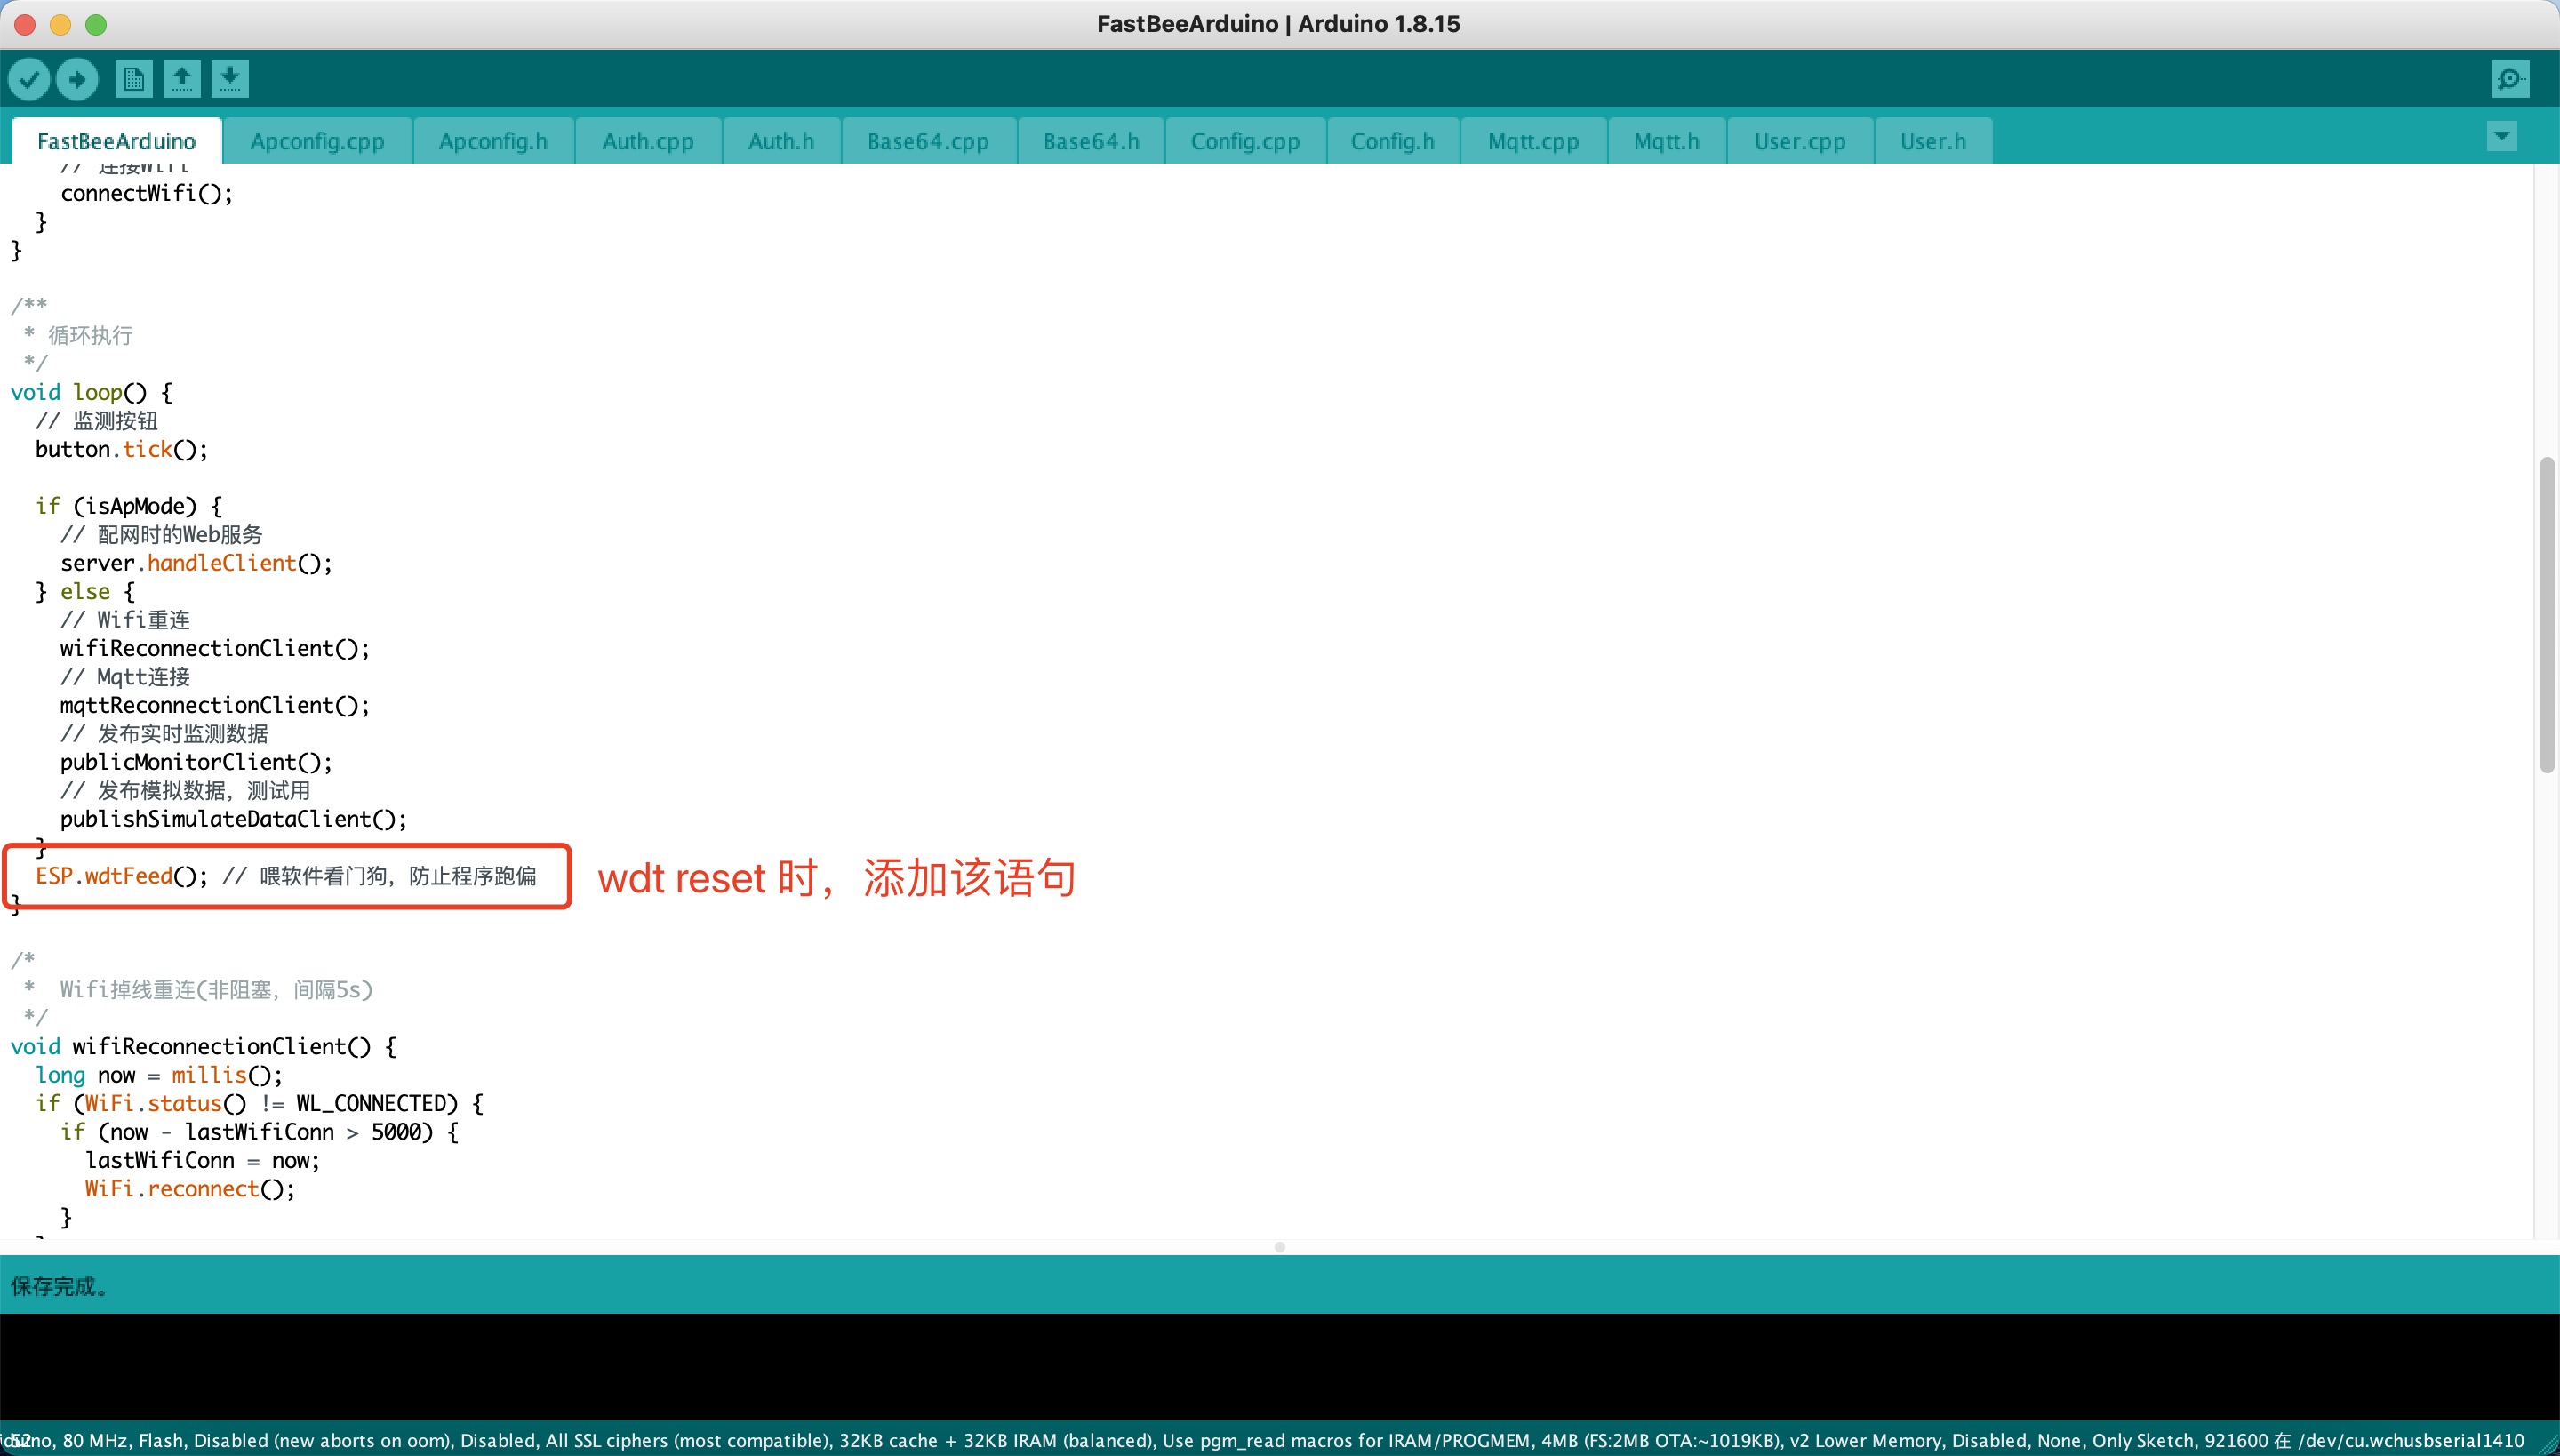 FastBeeArduino | Arduino 1.8.15
FastBeeArduino Apconfig.cpp Apconfig.h Auth.cpp Auth.h Base64.cpp Base64.h Config.cpp Config.h Mqtt.cpp Mqtt.h User.cpp User.h
// 连接WiFi
connectWifi();
}
}
/**
* 循环执行
*/
void loop() {
// 监测按钮
button.tick();
if (isApMode) {
// 配网时的Web服务
server.handleClient();
} else {
// Wifi重连
wifiReconnectionClient();
// Mqtt连接
mqttReconnectionClient();
// 发布实时监测数据
publicMonitorClient();
// 发布模拟数据，测试用
publishSimulateDataClient();
}
ESP.wdtFeed(); // 喂软件看门狗，防止程序跑偏
wdt reset 时，添加该语句
}
/*
* Wifi掉线重连(非阻塞，间隔5s)
*/
void wifiReconnectionClient() {
long now = millis();
if (WiFi.status() != WL_CONNECTED) {
if (now - lastWifiConn > 5000) {
lastWifiConn = now;
WiFi.reconnect();
}
保存完成。
80 MHz, Flash, Disabled (new aborts on oom), Disabled, All SSL ciphers (most compatible), 32KB cache + 32KB IRAM (balanced), Use pgm_read macros for IRAM/PROGMEM, 4MB (FS:2MB OTA:~1019KB), v2 Lower Memory, Disabled, None, Only Sketch, 921600 在 /dev/cu.wchusbserial1410